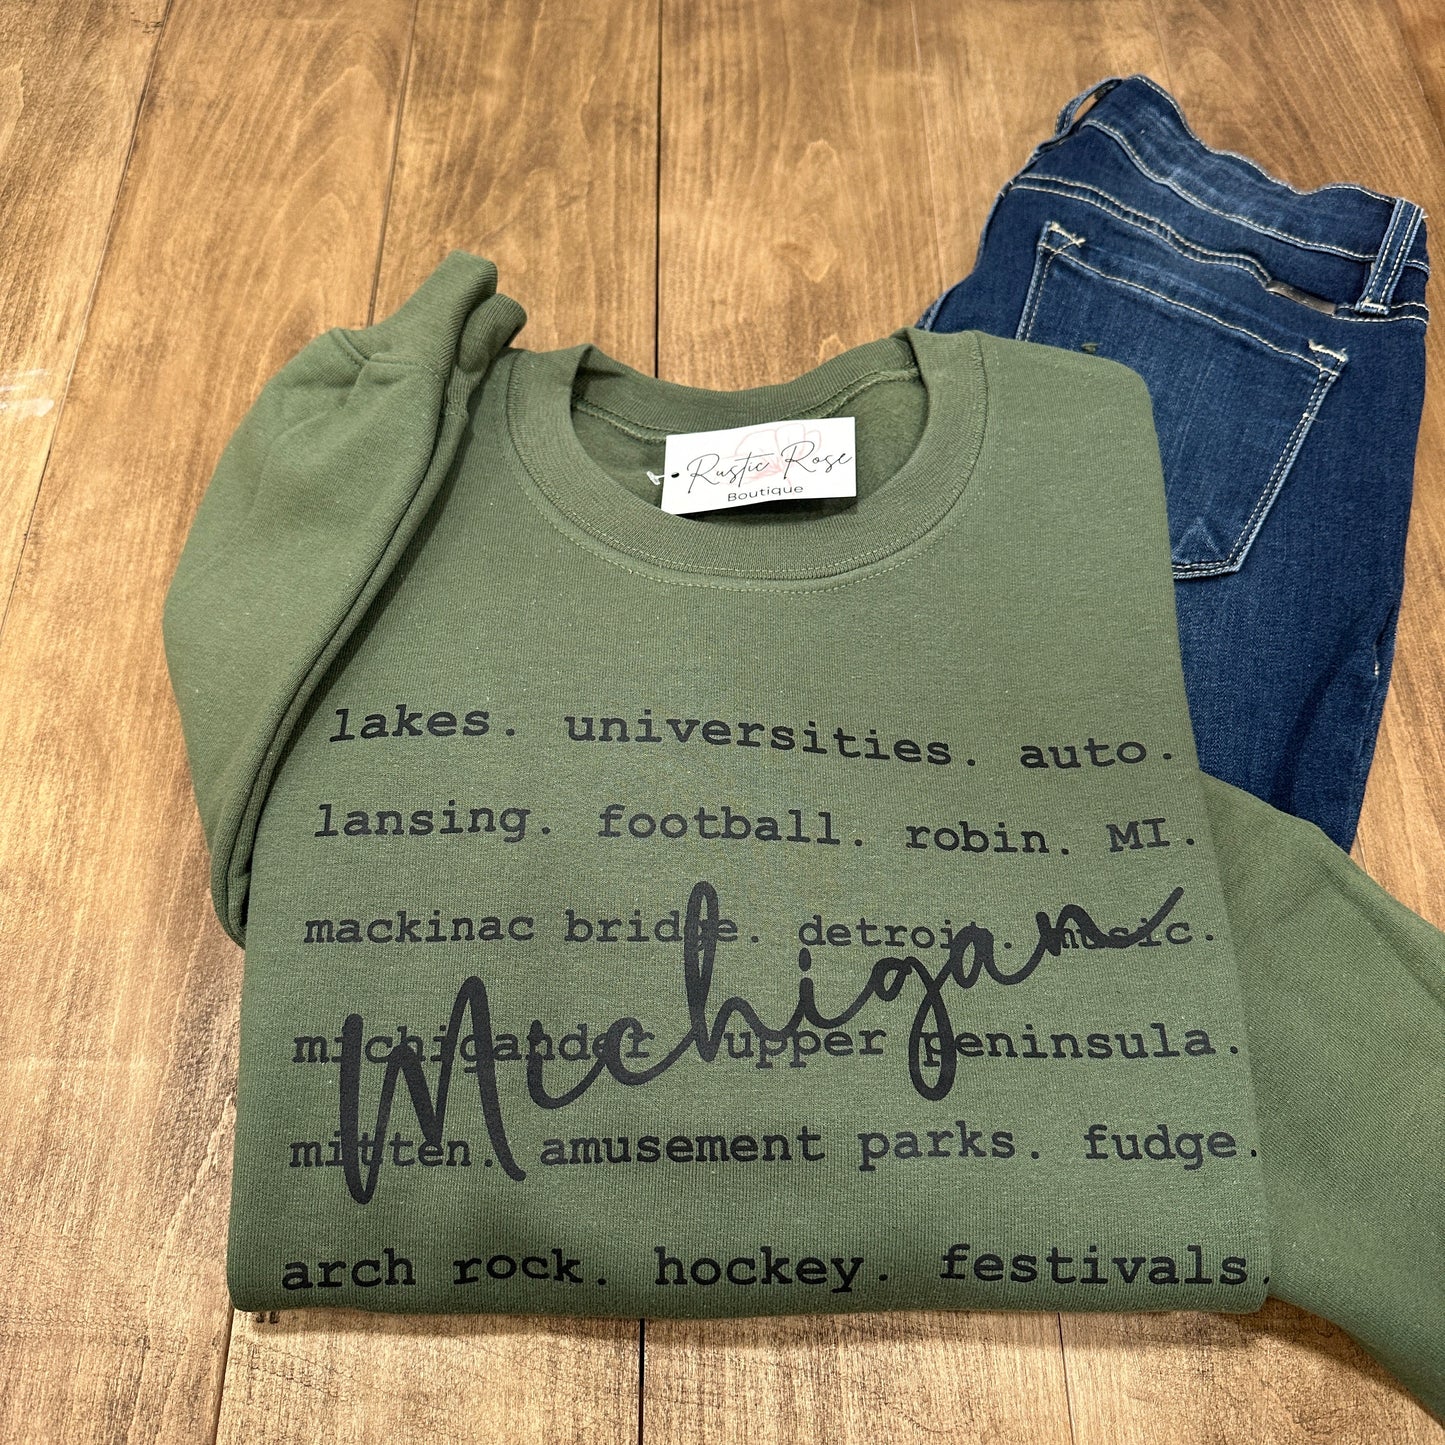 Rustic Rose
Boutique
lakes. universities. auto.
lansing. football. robin. MI.
mackinac bridge. detroit. music.
Michigan
michigander upper peninsula.
mitten. amusement parks. fudge.
arch rock. hockey. festivals.